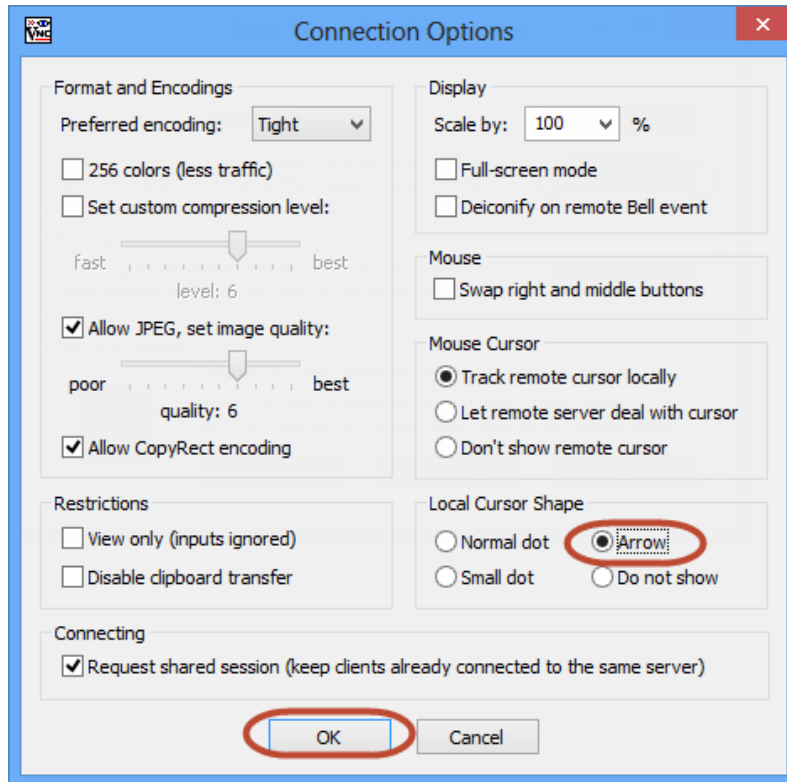 VNC
Connection Options
Format and Encodings
Preferred encoding: Tight
256 colors (less traffic)
Set custom compression level:
fast best
level: 6
Allow JPEG, set image quality:
poor best
quality: 6
Allow CopyRect encoding
Display
Scale by: 100 %
Full-screen mode
Deiconify on remote Bell event
Mouse
Swap right and middle buttons
Mouse Cursor
Track remote cursor locally
Let remote server deal with cursor
Don't show remote cursor
Restrictions
View only (inputs ignored)
Disable clipboard transfer
Local Cursor Shape
Normal dot Arrow
Small dot Do not show
Connecting
Request shared session (keep clients already connected to the same server)
OK Cancel